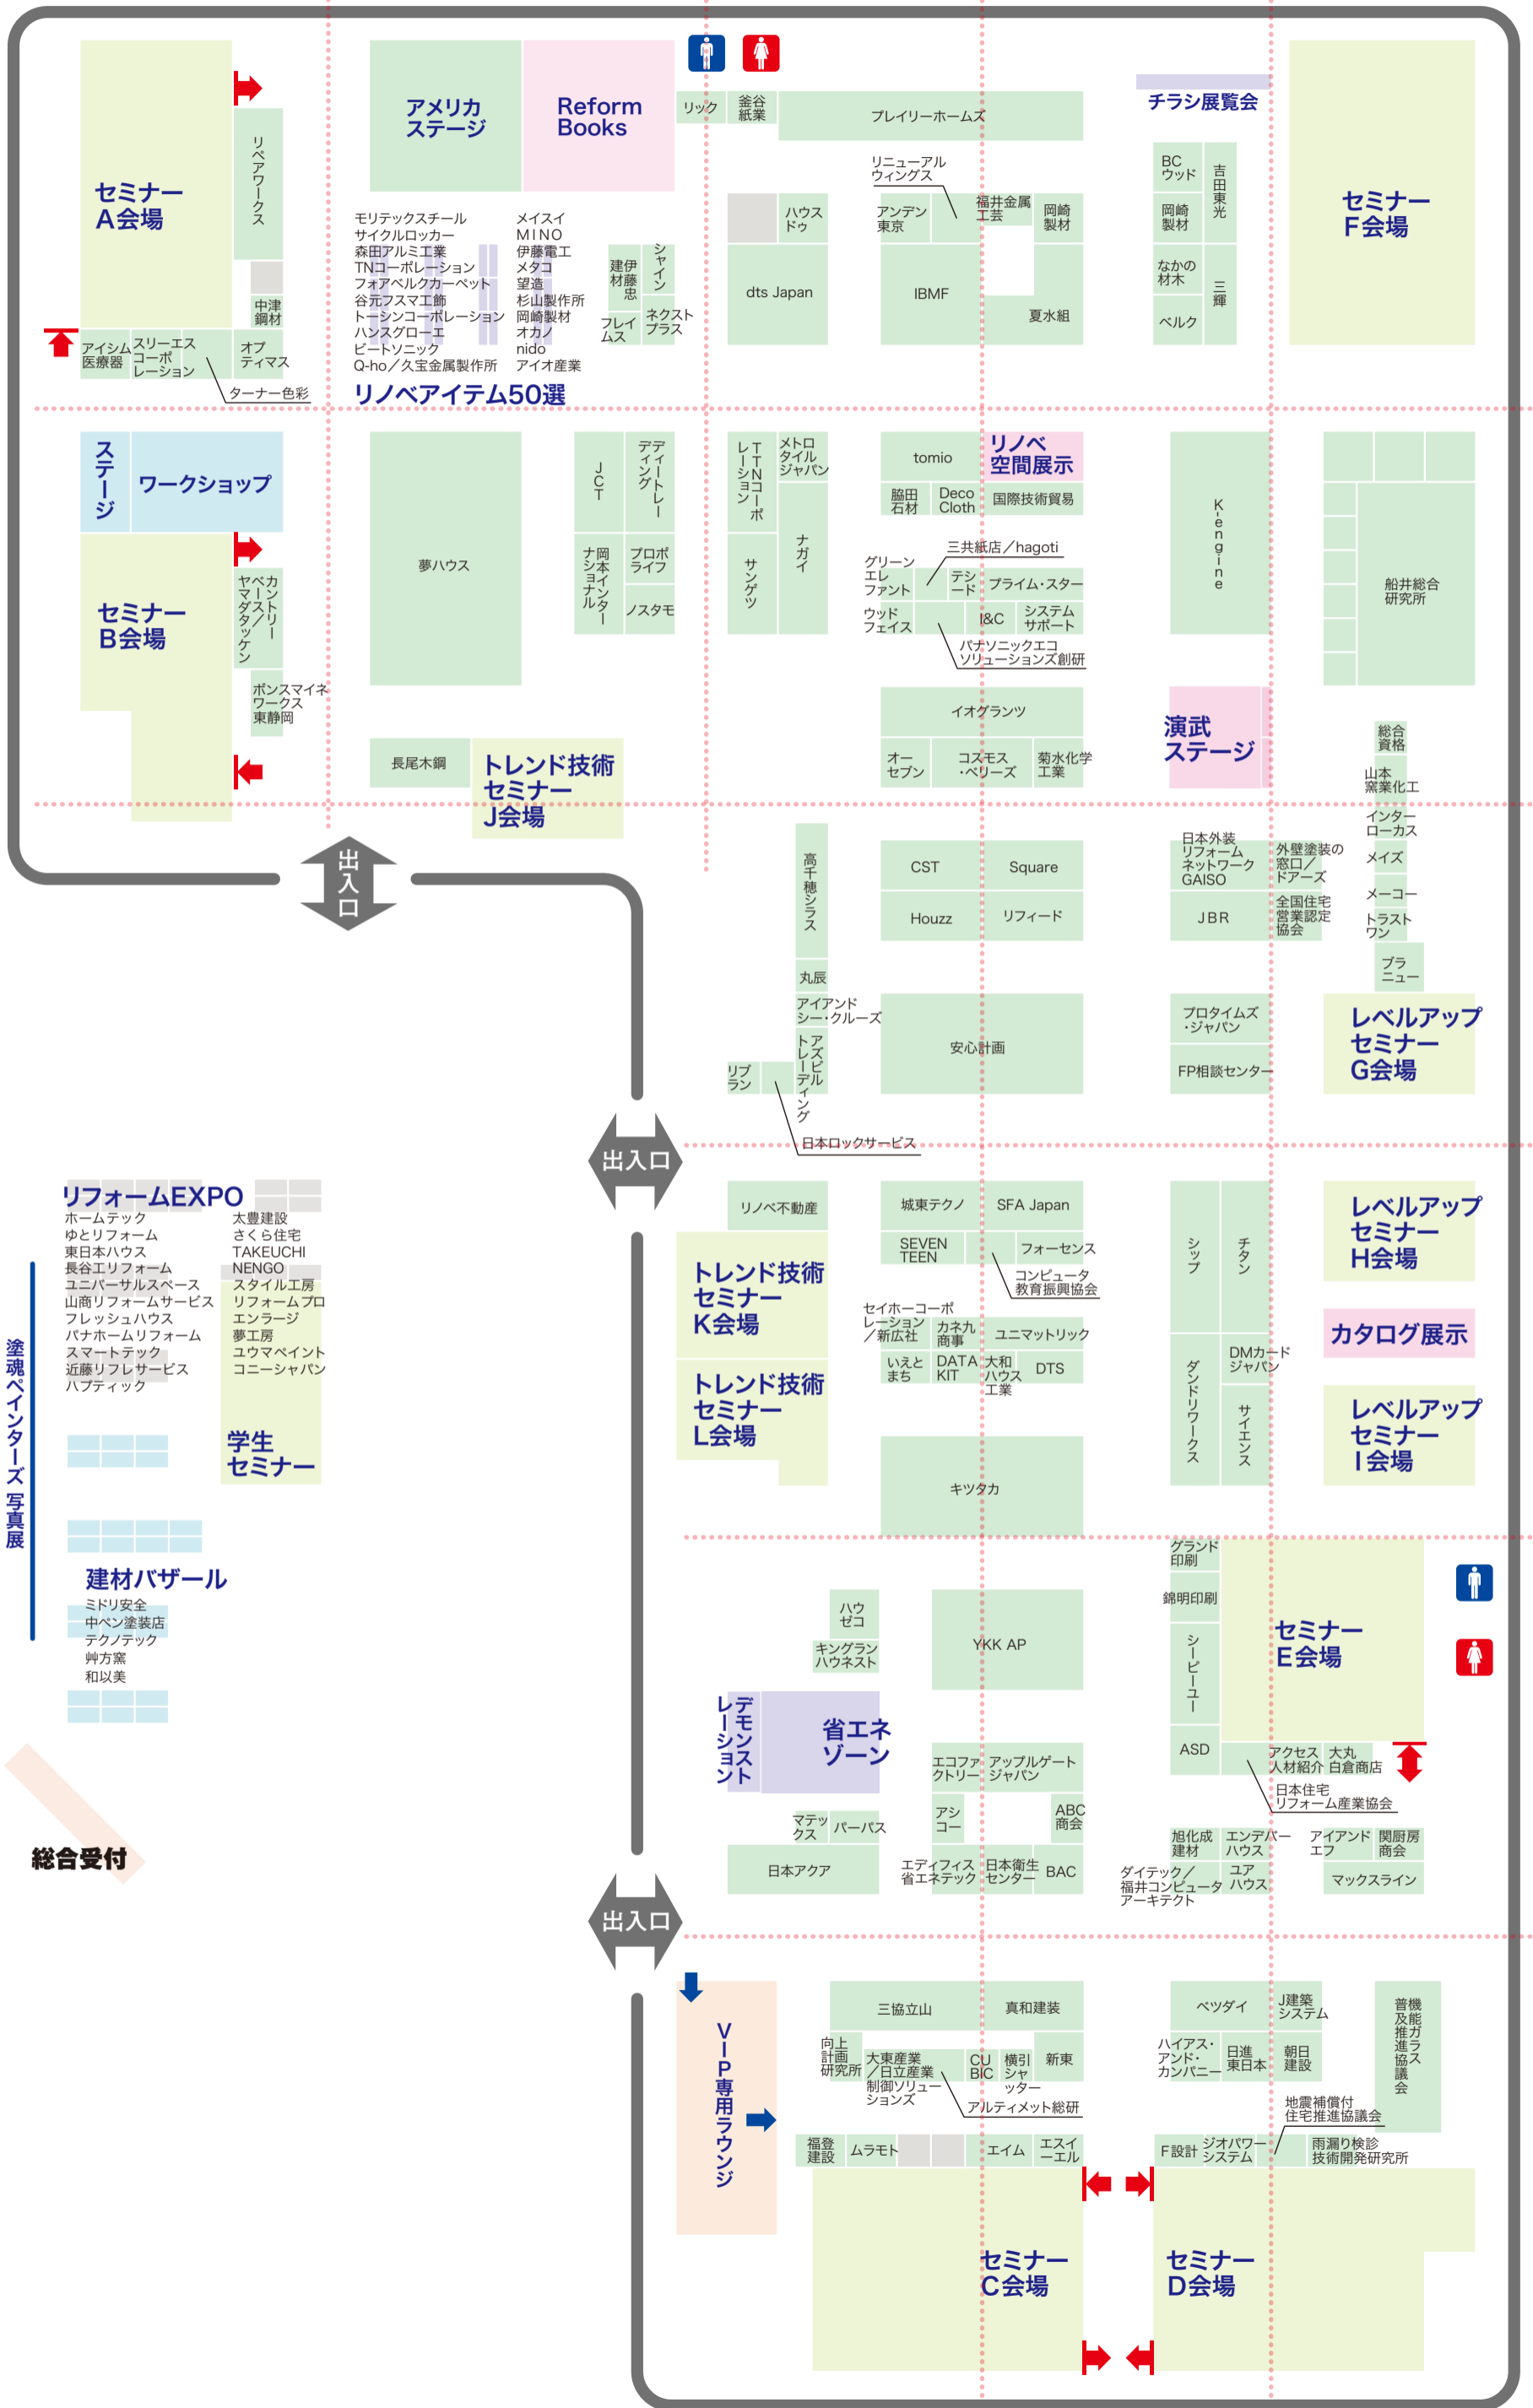 セミナー
A会場
リペアワークス
中津
鋼材
アイシム
医療器
スリーエス
コーポ
レーション
オプ
ティマス
ターナー色彩
アメリカ
ステージ
Reform
Books
モリテックスチール
サイクルロッカー
森田アルミ工業
TNコーポレーション
フォアベルクカーペット
谷元フスマ工飾
トーシンコーポレーション
ハンスグローエ
ビートソニック
Q-ho／久宝金属製作所
メイスイ
MINO
伊藤電工
メタコ
望造
杉山製作所
岡崎製材
オカノ
nido
アイオ産業
リノベアイテム50選
伊藤忠
建材
シャイン
フレイ
ムス
ネクスト
プラス
リック
釜谷
紙業
プレイリーホームズ
リニューアル
ウィングス
ハウス
ドゥ
dts Japan
アンデン
東京
福井金属
工芸
岡崎
製材
IBMF
夏水組
チラシ展覧会
BC
ウッド
吉田東光
岡崎
製材
なかの
材木
三輝
ベルク
セミナー
F会場
ステージ
ワークショップ
セミナー
B会場
カントリー
ベース／
ヤマダタッケン
ボンスマイネ
ワークス
東静岡
夢ハウス
JCT
ディートレー
ディング
岡本インター
ナショナル
プロポ
ライフ
ノスタモ
長尾木鋼
トレンド技術
セミナー
J会場
TTNコーポ
レーション
メトロ
タイル
ジャパン
サンゲツ
ナガイ
tomio
リノベ
空間展示
脇田
石材
Deco
Cloth
国際技術貿易
三共紙店／hagoti
グリーン
エレ
ファント
テシ
ード
プライム・スター
ウッド
フェイス
I&C
システム
サポート
パナソニックエコ
ソリューションズ創研
イオグランツ
オー
セブン
コスモス
・ベリーズ
菊水化学
工業
K-engine
船井総合
研究所
演武
ステージ
総合
資格
山本
窯業化工
インター
ローカス
メイズ
メーコー
トラスト
ワン
ブラ
ニュー
出入口
高千穂シラス
丸辰
アイアンド
シー・クルーズ
アズビル
トレーディング
リブ
ラン
日本ロックサービス
CST
Square
Houzz
リフィード
安心計画
日本外装
リフォーム
ネットワーク
GAISO
外壁塗装の
窓口／
ドアーズ
JBR
全国住宅
営業認定
協会
プロタイムズ
・ジャパン
FP相談センター
レベルアップ
セミナー
G会場
出入口
リフォームEXPO
ホームテック
ゆとリフォーム
東日本ハウス
長谷工リフォーム
ユニバーサルスペース
山商リフォームサービス
フレッシュハウス
パナホームリフォーム
スマートテック
近藤リフレサービス
ハプティック
太豊建設
さくら住宅
TAKEUCHI
NENGO
スタイル工房
リフォームプロ
エンラージ
夢工房
ユウマペイント
コニーシャパン
学生
セミナー
塗魂ペインターズ 写真展
建材バザール
ミドリ安全
中ペン塗装店
テクノテック
艸方窯
和以美
総合受付
リノベ不動産
トレンド技術
セミナー
K会場
トレンド技術
セミナー
L会場
城東テクノ
SFA Japan
SEVEN
TEEN
フォーセンス
コンピュータ
教育振興協会
セイホーコーポ
レーション
／新広社
カネ九
商事
ユニマットリック
いえと
まち
DATA
KIT
大和
ハウス
工業
DTS
キツタカ
シップ
チタン
ダンドリワークス
DMカード
ジャパン
サイエンス
レベルアップ
セミナー
H会場
カタログ展示
レベルアップ
セミナー
I会場
ハウ
ゼコ
キングラン
ハウネスト
YKK AP
デモンスト
レーション
省エネ
ゾーン
エコファ
クトリー
アップルゲート
ジャパン
アシ
コー
ABC
商会
マテッ
クス
パーパス
日本アクア
エディフィス
省エネテック
日本衛生
センター
BAC
グランド
印刷
錦明印刷
シービーユー
ASD
セミナー
E会場
アクセス
人材紹介
大丸
白倉商店
日本住宅
リフォーム産業協会
旭化成
建材
エンデバー
ハウス
アイアンド
エフ
関厨房
商会
ダイテック／
福井コンピュータ
アーキテクト
ユア
ハウス
マックスライン
出入口
VIP専用ラウンジ
三協立山
真和建装
向上
計画
研究所
大東産業
／日立産業
制御ソリュー
ションズ
CU
BIC
横引
シャ
ッター
新東
アルティメット総研
福登
建設
ムラモト
エイム
エスイ
ーエル
セミナー
C会場
ベツダイ
J建築
システム
機能ガラス
普及推進協議会
ハイアス・
アンド・
カンパニー
日進
東日本
朝日
建設
地震補償付
住宅推進協議会
F設計
ジオパワー
システム
雨漏り検診
技術開発研究所
セミナー
D会場